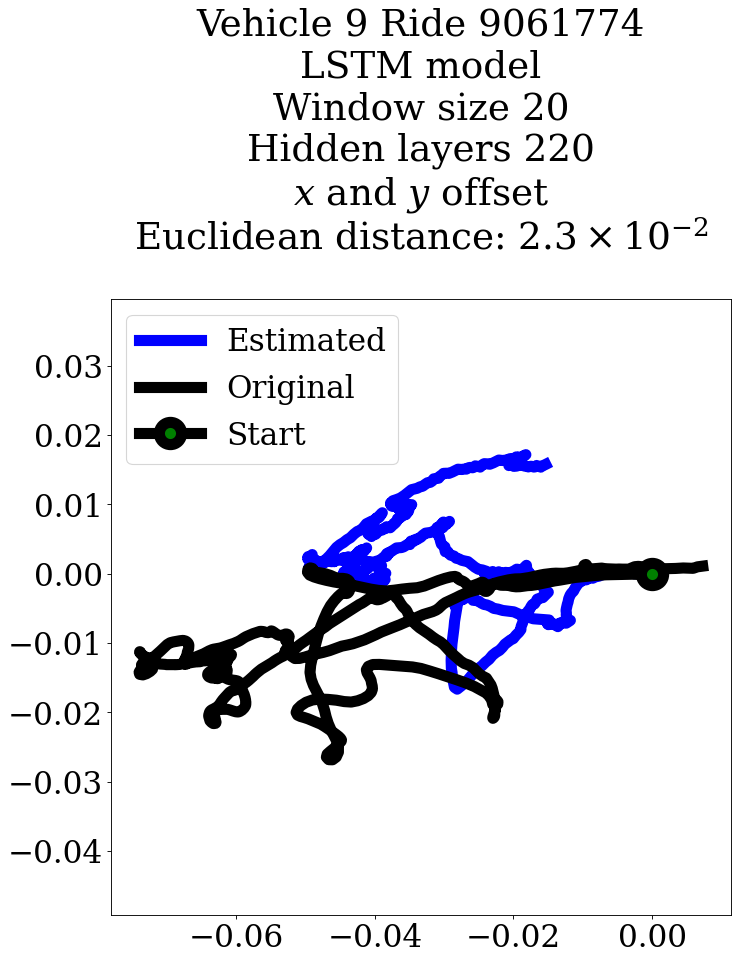 Vehicle 9 Ride 9061774
LSTM model
Window size 20
Hidden layers 220
x and y offset
Euclidean distance: 2.3 × 10⁻²
Estimated
Original
Start
0.03
0.02
0.01
0.00
−0.01
−0.02
−0.03
−0.04
−0.06 −0.04 −0.02 0.00